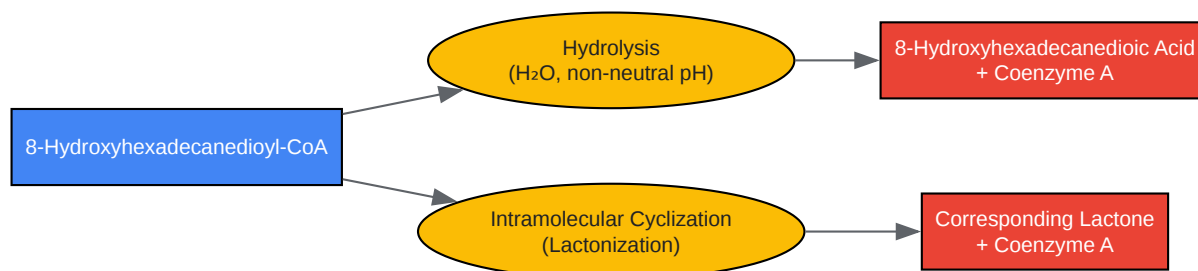 8-Hydroxyhexadecanedioyl-CoA
Hydrolysis
(H₂O, non-neutral pH)
8-Hydroxyhexadecanedioic Acid
+ Coenzyme A
Intramolecular Cyclization
(Lactonization)
Corresponding Lactone
+ Coenzyme A